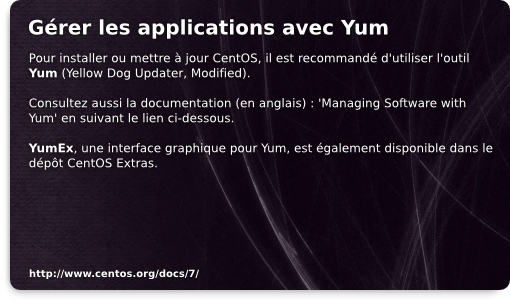 Gérer les applications avec Yum
Pour installer ou mettre à jour CentOS, il est recommandé d'utiliser l'outil
Yum (Yellow Dog Updater, Modified).
Consultez aussi la documentation (en anglais) : 'Managing Software with
Yum' en suivant le lien ci-dessous.
YumEx, une interface graphique pour Yum, est également disponible dans le
dépôt CentOS Extras.
http://www.centos.org/docs/7/